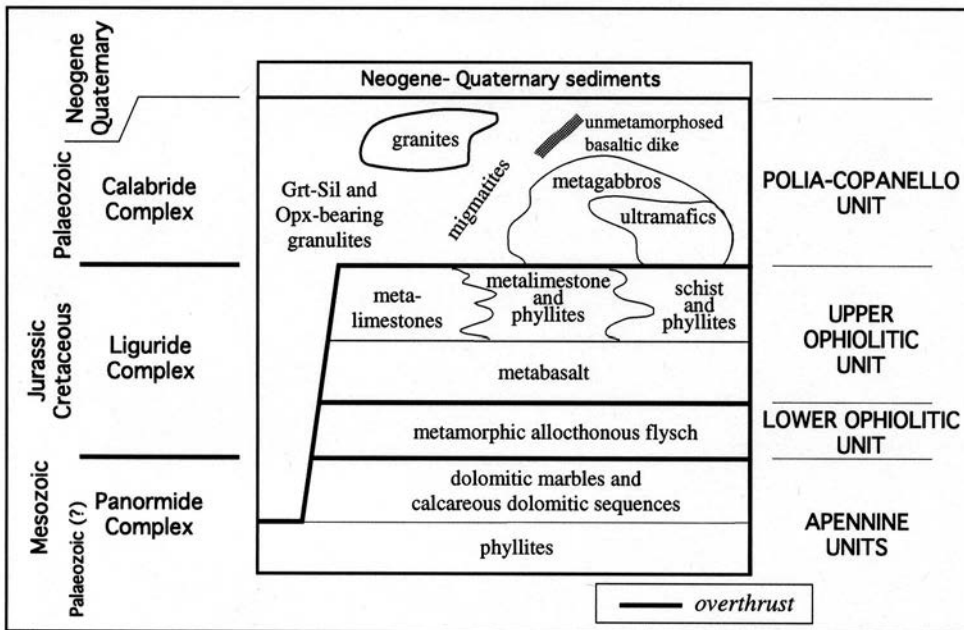 Neogene
Quaternary
Palaeozoic
Jurassic
Cretaceous
Mesozoic
Palaeozoic (?)
Calabride
Complex
Liguride
Complex
Panormide
Complex
Neogene- Quaternary sediments
granites
unmetamorphosed
basaltic dike
migmatites
metagabbros
ultramafics
Grt-Sil and
Opx-bearing
granulites
meta-
limestones
metalimestone
and
phyllites
schist
and
phyllites
metabasalt
metamorphic allocthonous flysch
dolomitic marbles and
calcareous dolomitic sequences
phyllites
POLIA-COPANELLO
UNIT
UPPER
OPHIOLITIC
UNIT
LOWER OPHIOLITIC
UNIT
APENNINE
UNITS
overthrust